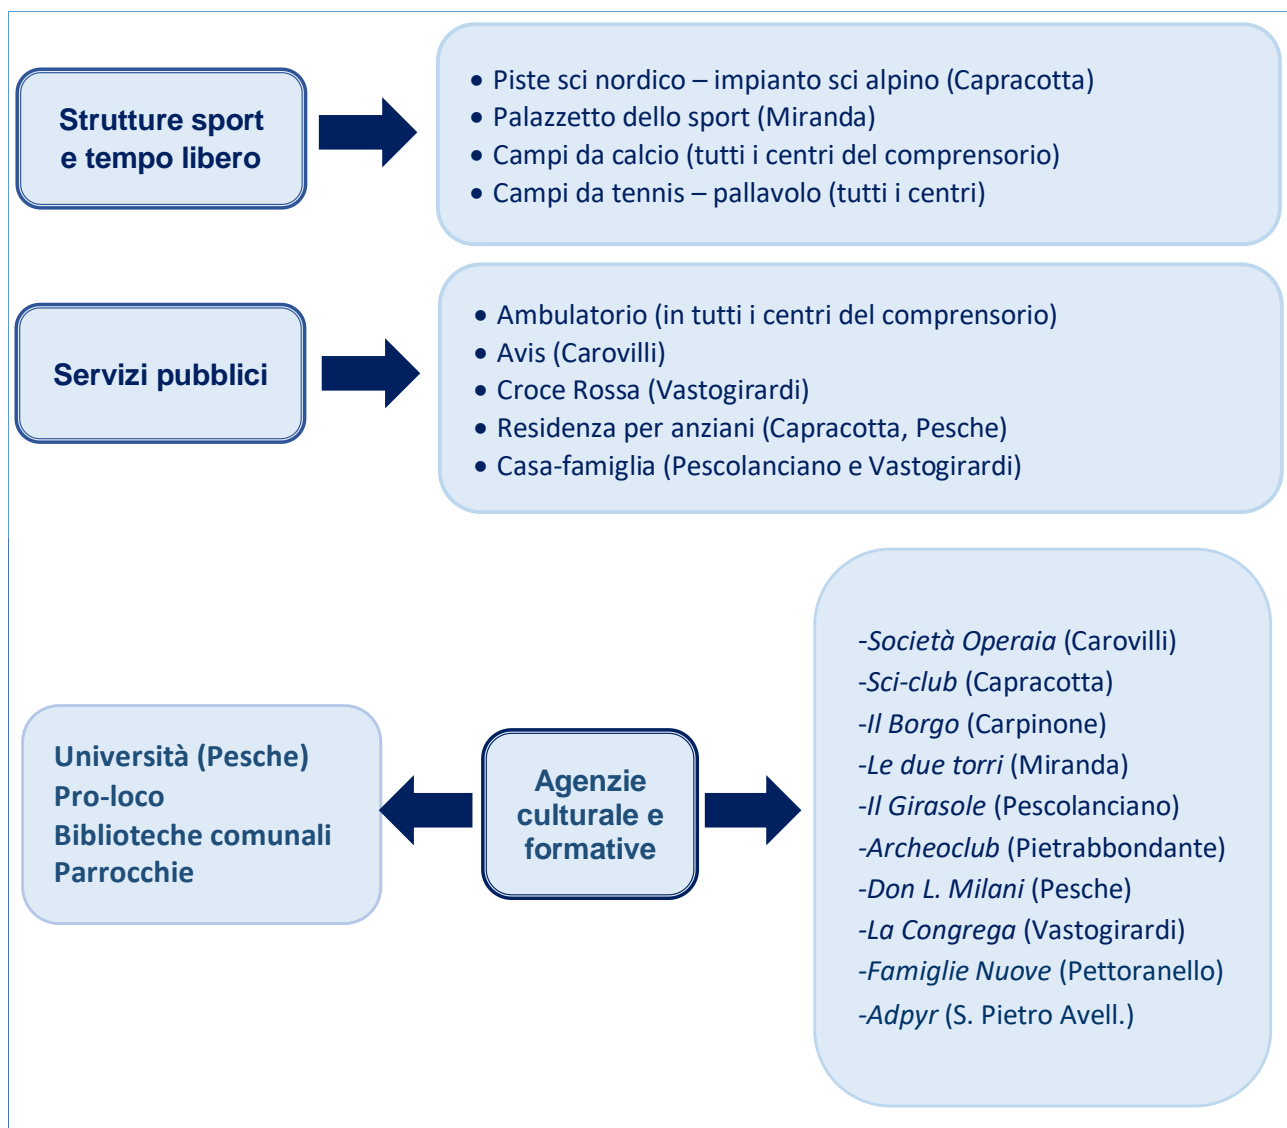 Strutture sport
e tempo libero
• Piste sci nordico – impianto sci alpino (Capracotta)
• Palazzetto dello sport (Miranda)
• Campi da calcio (tutti i centri del comprensorio)
• Campi da tennis – pallavolo (tutti i centri)
Servizi pubblici
• Ambulatorio (in tutti i centri del comprensorio)
• Avis (Carovilli)
• Croce Rossa (Vastogirardi)
• Residenza per anziani (Capracotta, Pesche)
• Casa-famiglia (Pescolanciano e Vastogirardi)
Università (Pesche)
Pro-loco
Biblioteche comunali
Parrocchie
Agenzie
culturale e
formative
-Società Operaia (Carovilli)
-Sci-club (Capracotta)
-Il Borgo (Carpinone)
-Le due torri (Miranda)
-Il Girasole (Pescolanciano)
-Archeoclub (Pietrabbondante)
-Don L. Milani (Pesche)
-La Congrega (Vastogirardi)
-Famiglie Nuove (Pettoranello)
-Adpyr (S. Pietro Avell.)